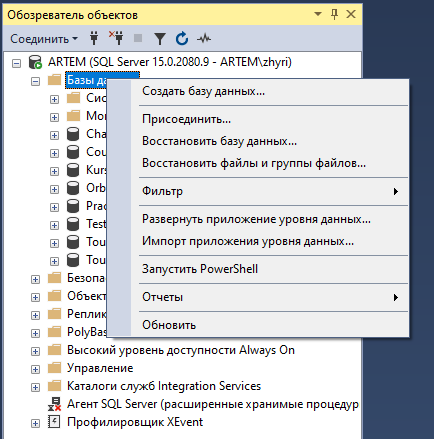 Обозреватель объектов
Соединить
ARTEM (SQL Server 15.0.2080.9 - ARTEM\zhyri)
Базы да
Создать базу данных...
Сис
Присоединить...
Cha
Восстановить базу данных...
Cou
Восстановить файлы и группы файлов...
Kurs
Orb
Фильтр
Prac
Test
Развернуть приложение уровня данных...
Tou
Импорт приложения уровня данных...
Tou
Запустить PowerShell
Безопас
Объект
Отчеты
Реплик
PolyBas
Обновить
Высокий уровень доступности Always On
Управление
Каталоги служб Integration Services
Агент SQL Server (расширенные хранимые процедур
Профилировщик XEvent